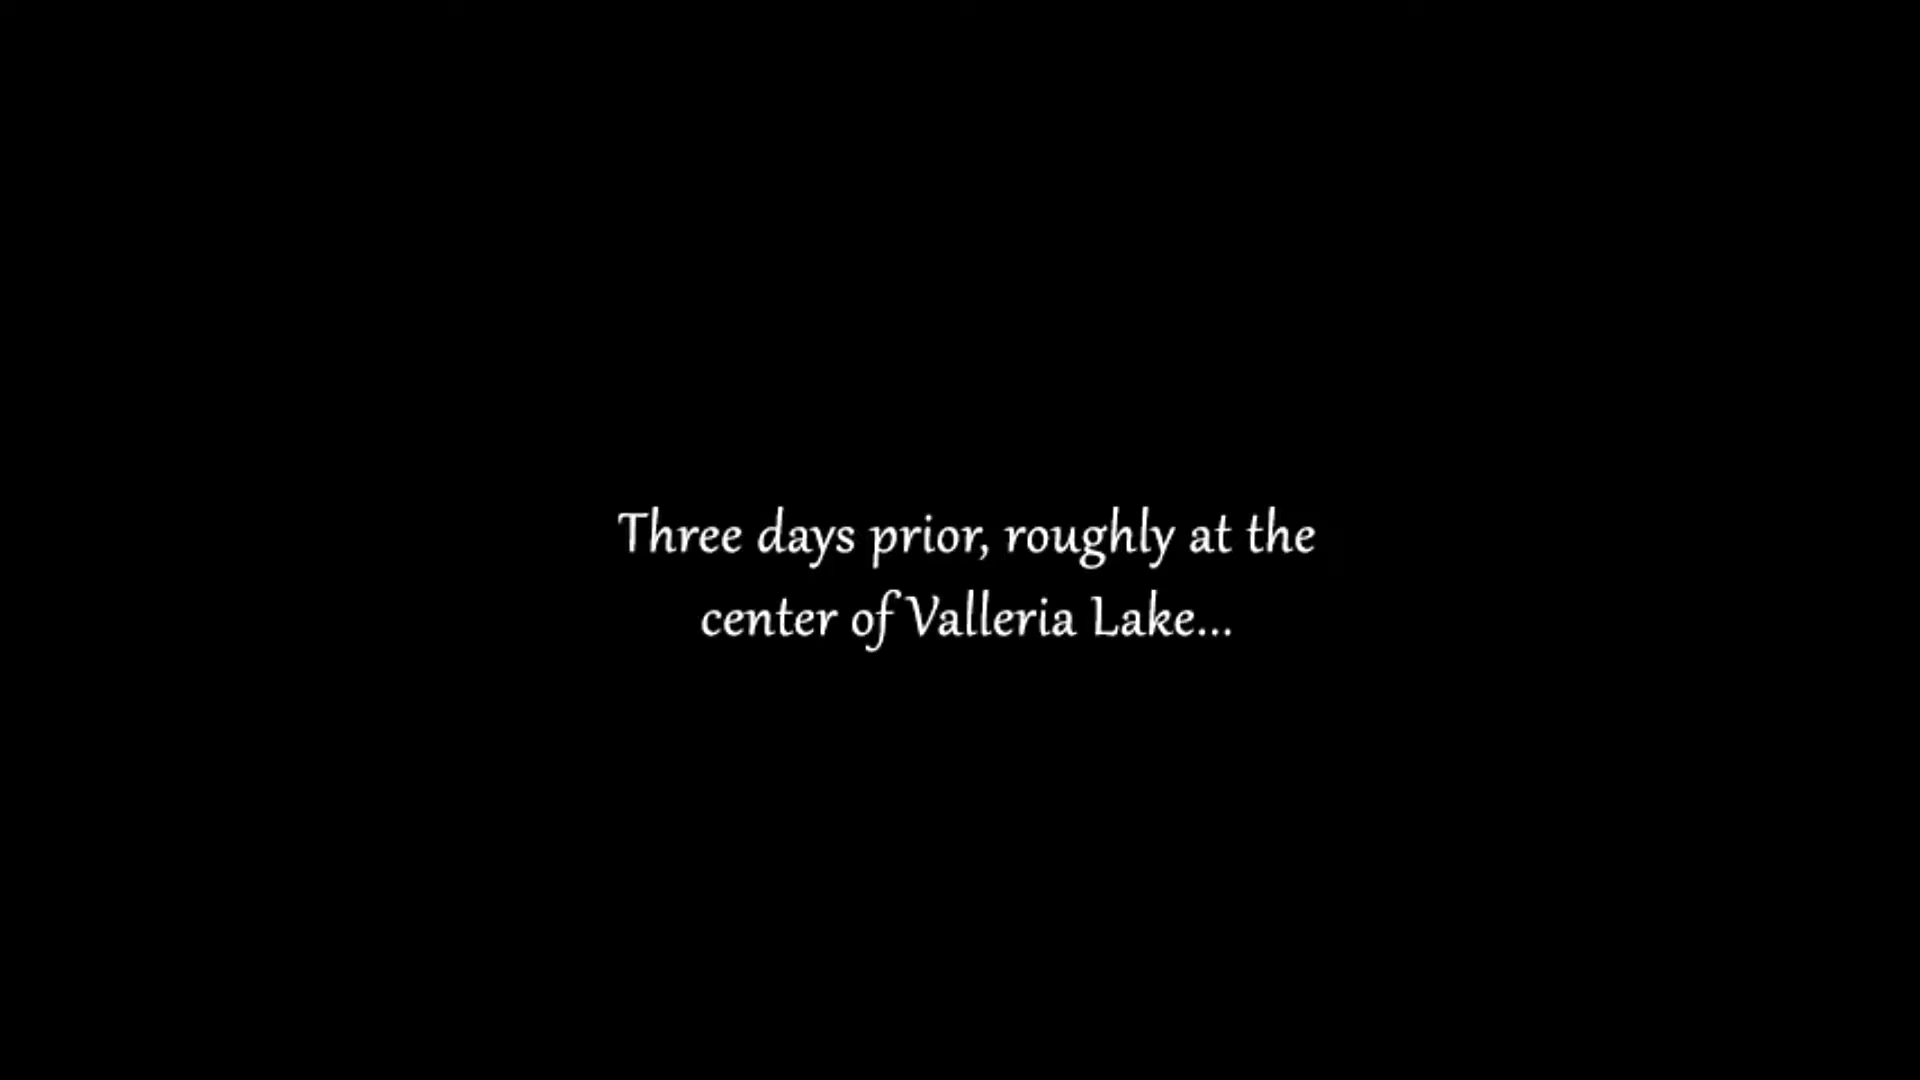 Three days prior, roughly at the
center of Valleria Lake...